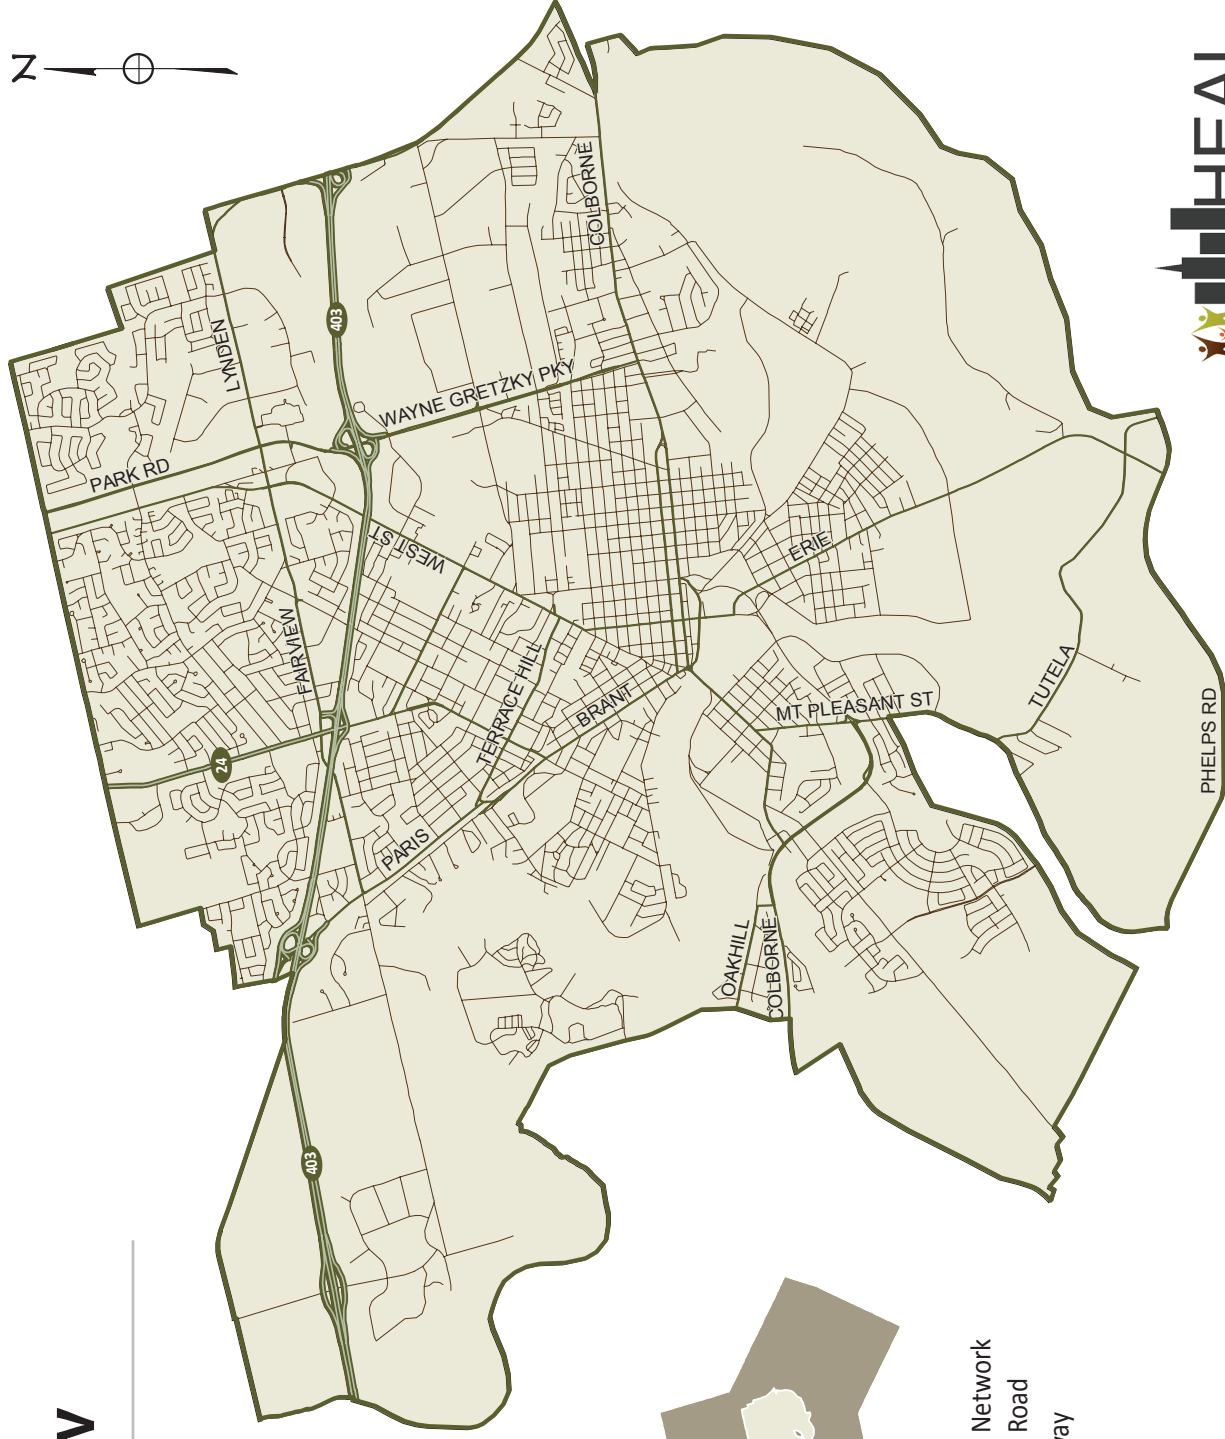 N
LYNDEN
403
COLBORNE
WAYNE GRETZKY PKY
PARK RD
WEST ST
ERIE
FAIRVIEW
TERRACE HILL
BRANT
MT PLEASANT ST
TUTELA
PHELPS RD
24
PARIS
OAKHILL
COLBORNE
403
Network
Road